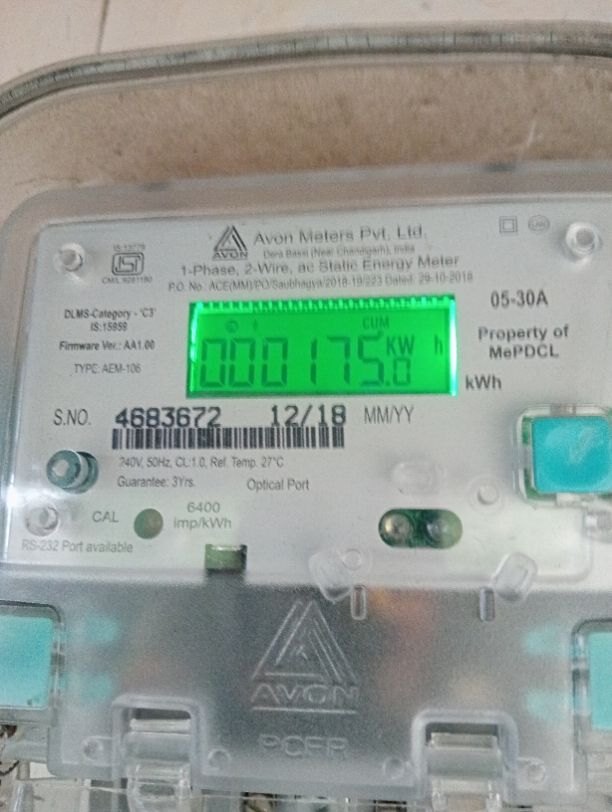 Avon Meters Pvt. Ltd.
AVON
Dera Bassi (Near Chandigarh), India
IS:13779
CM/L 9281190
1-Phase, 2-Wire, ac Static Energy Meter
P.O. No.: ACE(MM)/PO/Saubhagya/2018-19/223 Dated: 29-10-2018
DLMS-Category - 'C3'
IS:15959
Firmware Ver.: AA1.00
TYPE: AEM-106
CUM
000175.0 KW h
05-30A
Property of
MePDCL
kWh
S.NO. 4683672 12/18 MM/YY
240V, 50Hz, CL:1.0, Ref. Temp. 27°C
Guarantee: 3Yrs. Optical Port
CAL
6400
imp/kWh
RS-232 Port available
AVON